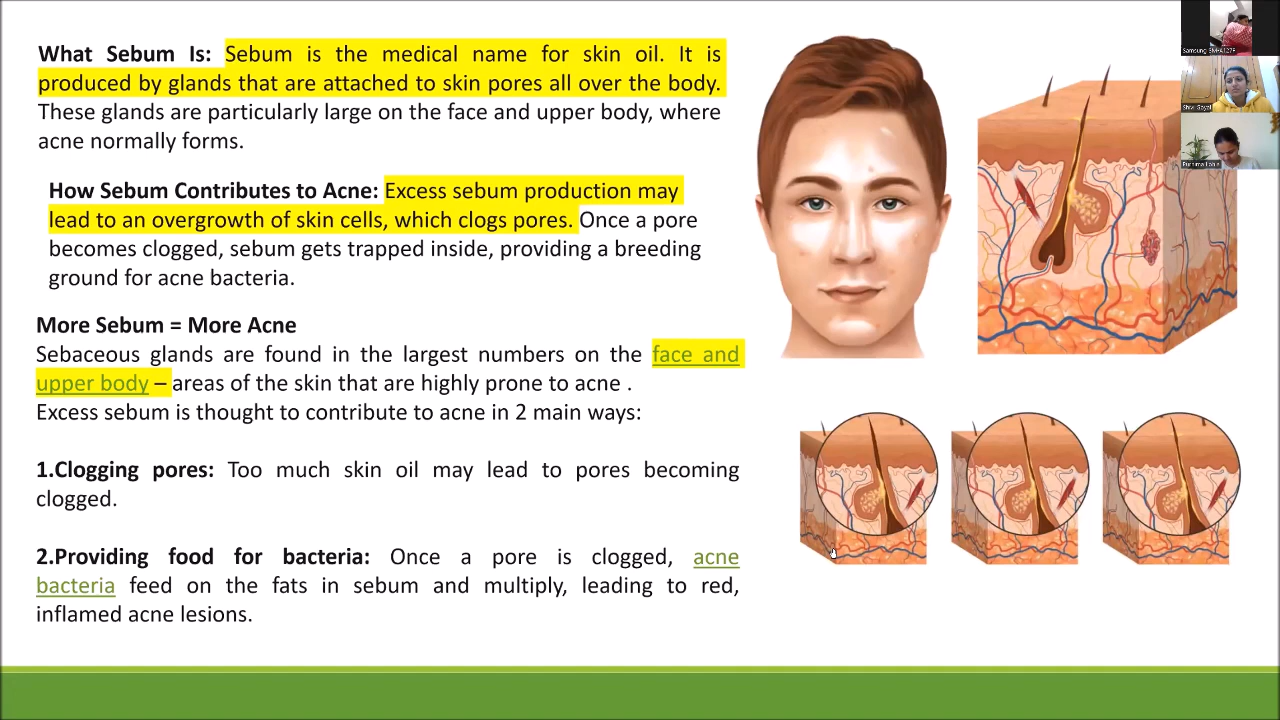 What Sebum Is: Sebum is the medical name for skin oil. It is
produced by glands that are attached to skin pores all over the body.
These glands are particularly large on the face and upper body, where
acne normally forms.
How Sebum Contributes to Acne: Excess sebum production may
lead to an overgrowth of skin cells, which clogs pores. Once a pore
becomes clogged, sebum gets trapped inside, providing a breeding
ground for acne bacteria.
More Sebum = More Acne
Sebaceous glands are found in the largest numbers on the face and
upper body – areas of the skin that are highly prone to acne .
Excess sebum is thought to contribute to acne in 2 main ways:
1.Clogging pores: Too much skin oil may lead to pores becoming
clogged.
2.Providing food for bacteria: Once a pore is clogged, acne
bacteria feed on the fats in sebum and multiply, leading to red,
inflamed acne lesions.
Samsung
Goyal
Purnima